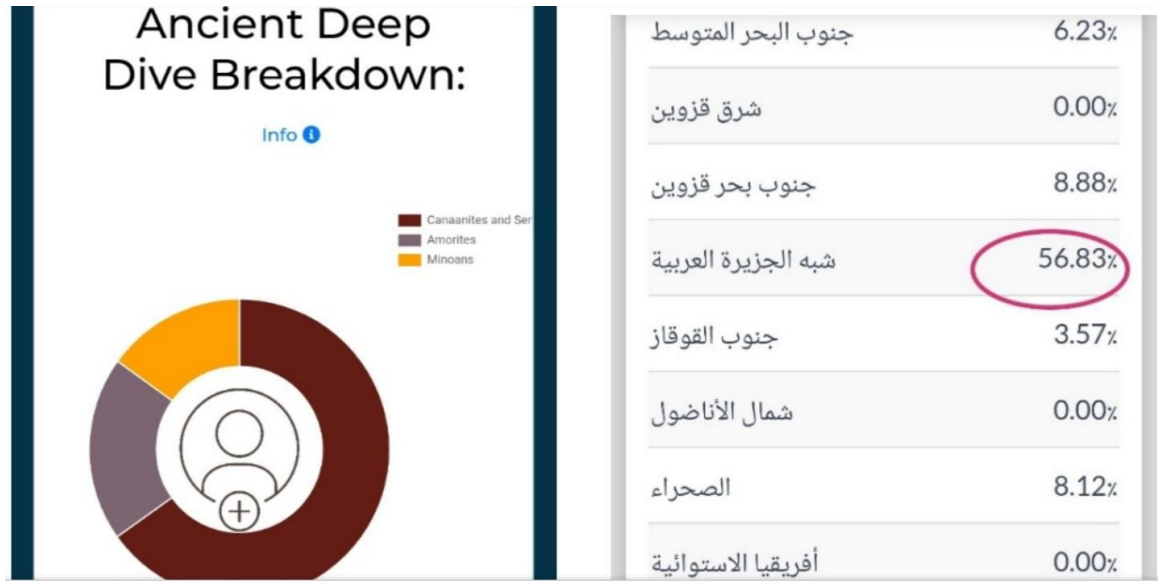 Ancient Deep
Dive Breakdown:
Info
Canaanites and Ser
Amorites
Minoans
جنوب البحر المتوسط 6.23٪
شرق قزوين 0.00٪
جنوب بحر قزوين 8.88٪
شبه الجزيرة العربية 56.83٪
جنوب القوقاز 3.57٪
شمال الأناضول 0.00٪
الصحراء 8.12٪
أفريقيا الاستوائية 0.00٪